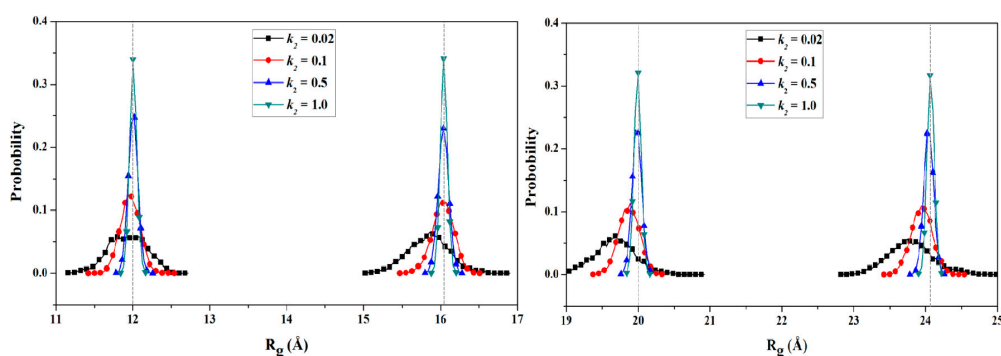 0.4
0.3
0.2
0.1
0.0
Probobility
k2 = 0.02
k2 = 0.1
k2 = 0.5
k2 = 1.0
11 12 13 14 15 16 17
Rg (Å)
0.4
0.3
0.2
0.1
0.0
Probobility
k2 = 0.02
k2 = 0.1
k2 = 0.5
k2 = 1.0
19 20 21 22 23 24 25
Rg (Å)